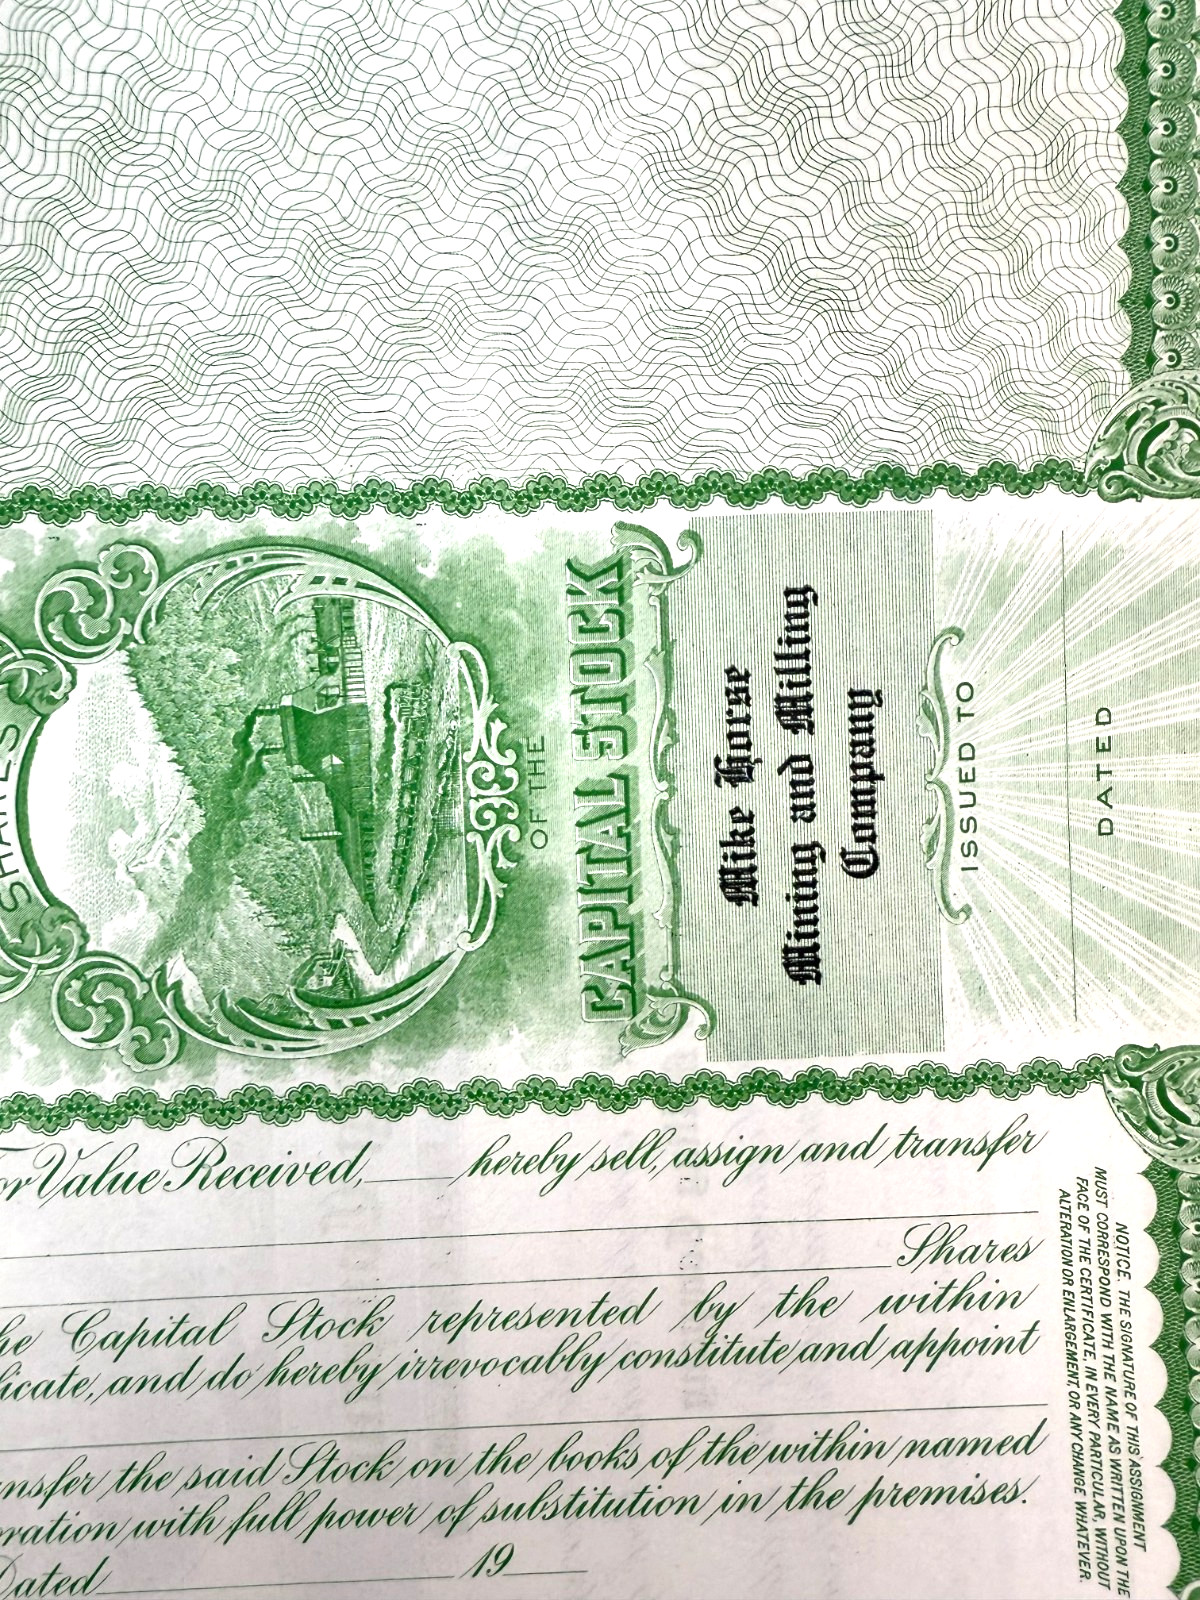 SHARES
OF THE
CAPITAL STOCK
Mike Horse
Mining and Milling
Company
ISSUED TO
DATED
For Value Received, hereby sell, assign and transfer
Shares
the Capital Stock represented by the within
icate, and do hereby irrevocably constitute and appoint
nsfer the said Stock on the books of the within named
oration with full power of substitution in the premises.
Dated 19
NOTICE. THE SIGNATURE OF THIS ASSIGNMENT
MUST CORRESPOND WITH THE NAME AS WRITTEN UPON THE
FACE OF THE CERTIFICATE, IN EVERY PARTICULAR, WITHOUT
ALTERATION OR ENLARGEMENT, OR ANY CHANGE WHATEVER.